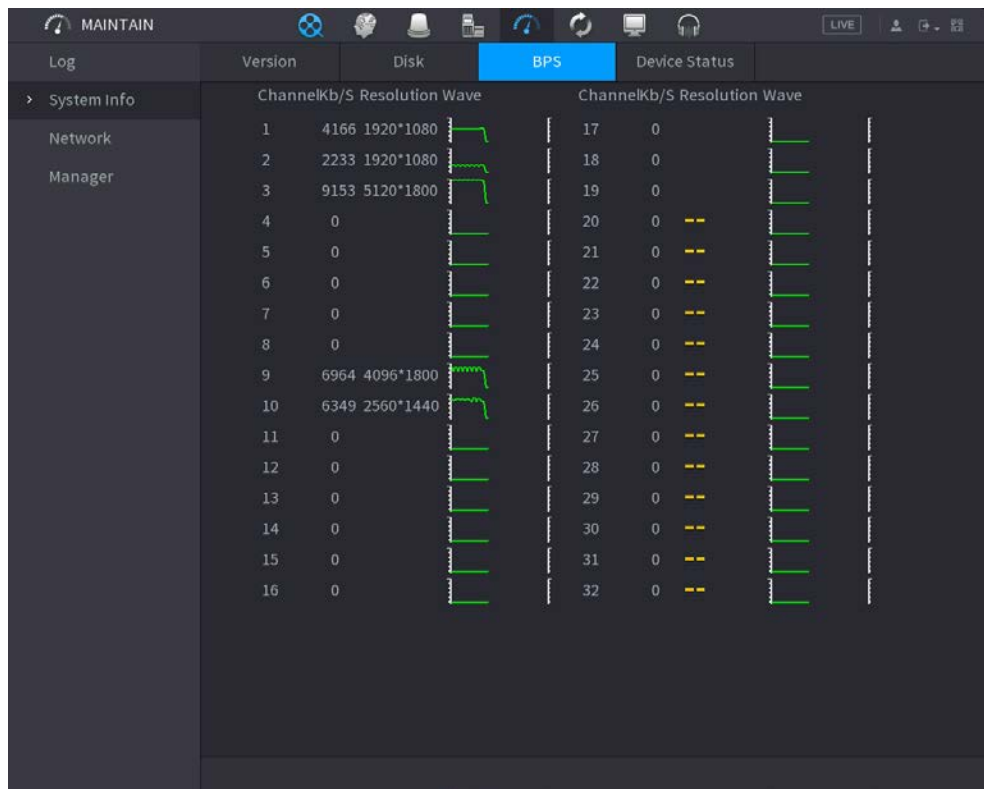 MAINTAIN LIVE
Log Version Disk BPS Device Status
System Info
Network
Manager
ChannelKb/S Resolution Wave ChannelKb/S Resolution Wave
1 4166 1920*1080 17 0
2 2233 1920*1080 18 0
3 9153 5120*1800 19 0
4 0 20 0 --
5 0 21 0 --
6 0 22 0 --
7 0 23 0 --
8 0 24 0 --
9 6964 4096*1800 25 0 --
10 6349 2560*1440 26 0 --
11 0 27 0 --
12 0 28 0 --
13 0 29 0 --
14 0 30 0 --
15 0 31 0 --
16 0 32 0 --